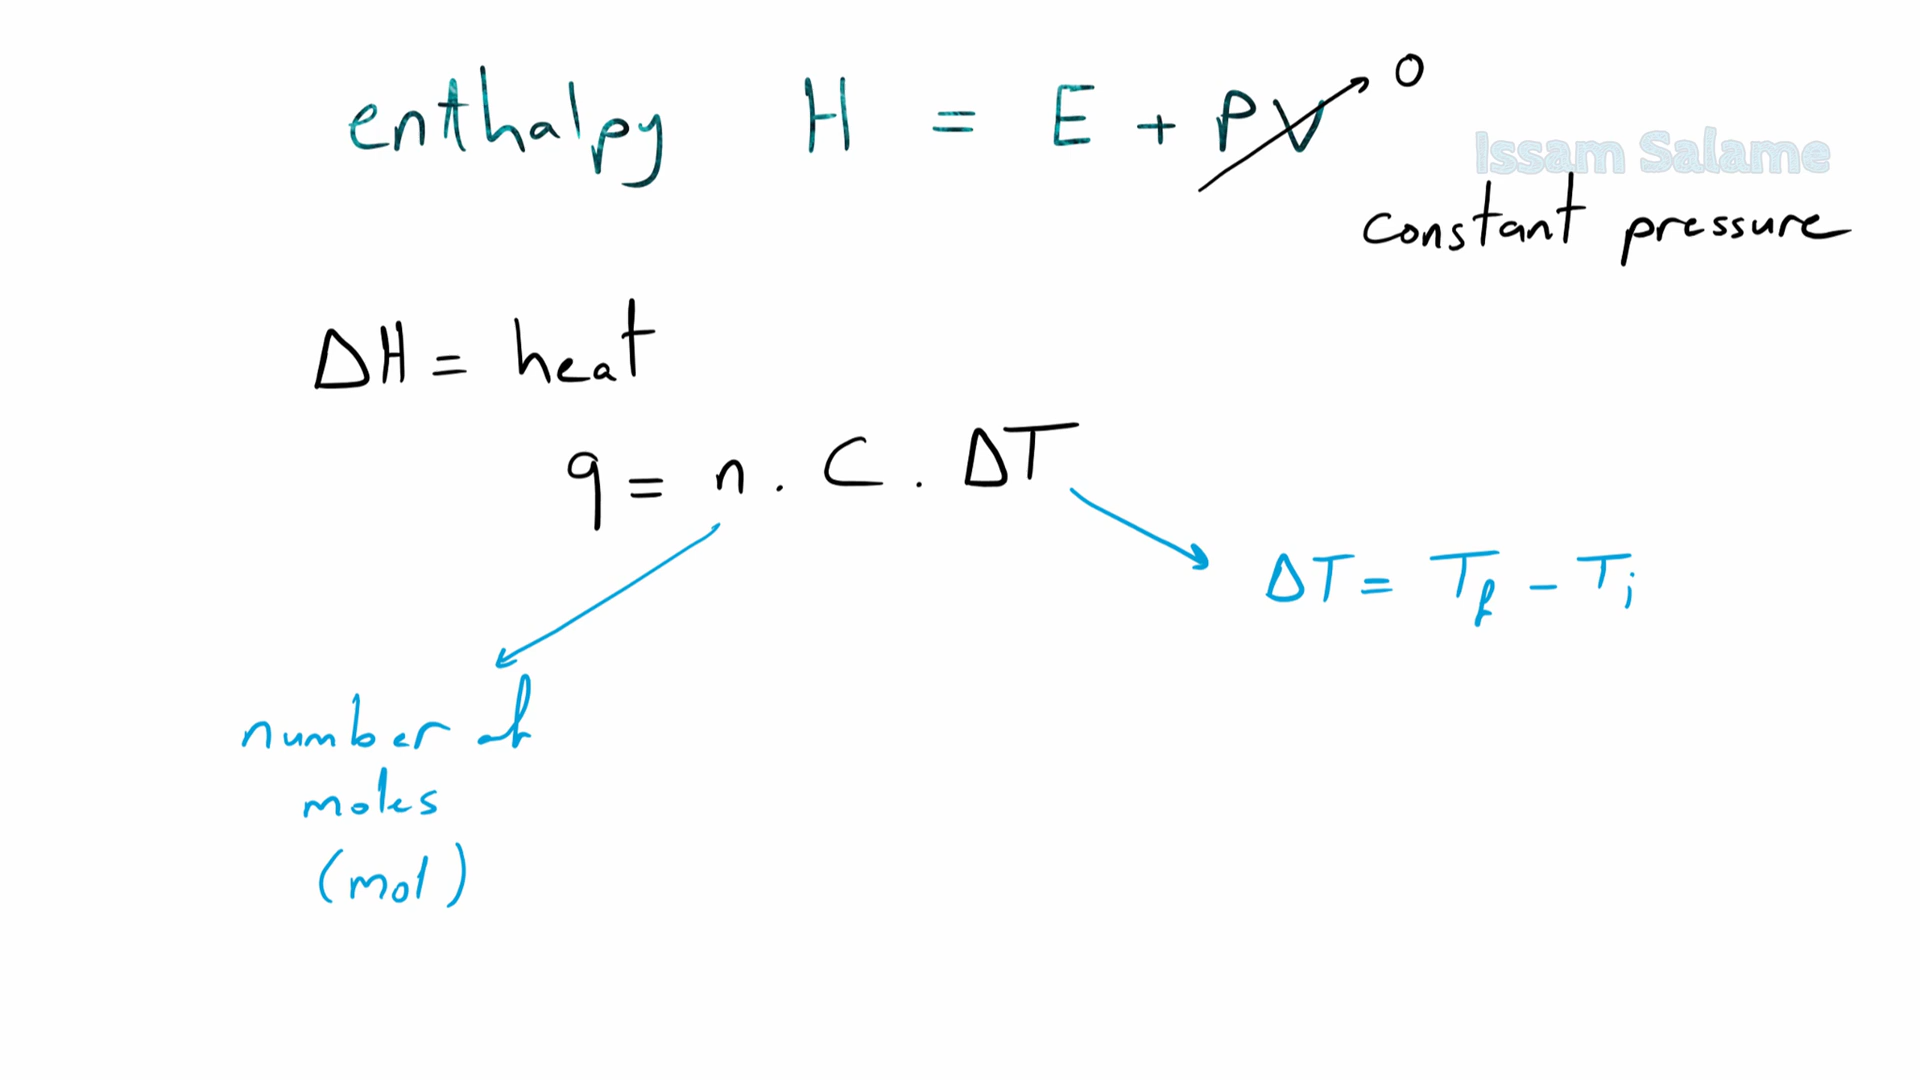 enthalpy H = E + PV 0
Issam Salame
constant pressure
ΔH = heat
q = n . C . ΔT
ΔT = Tf - Ti
number of
moles
(mol)